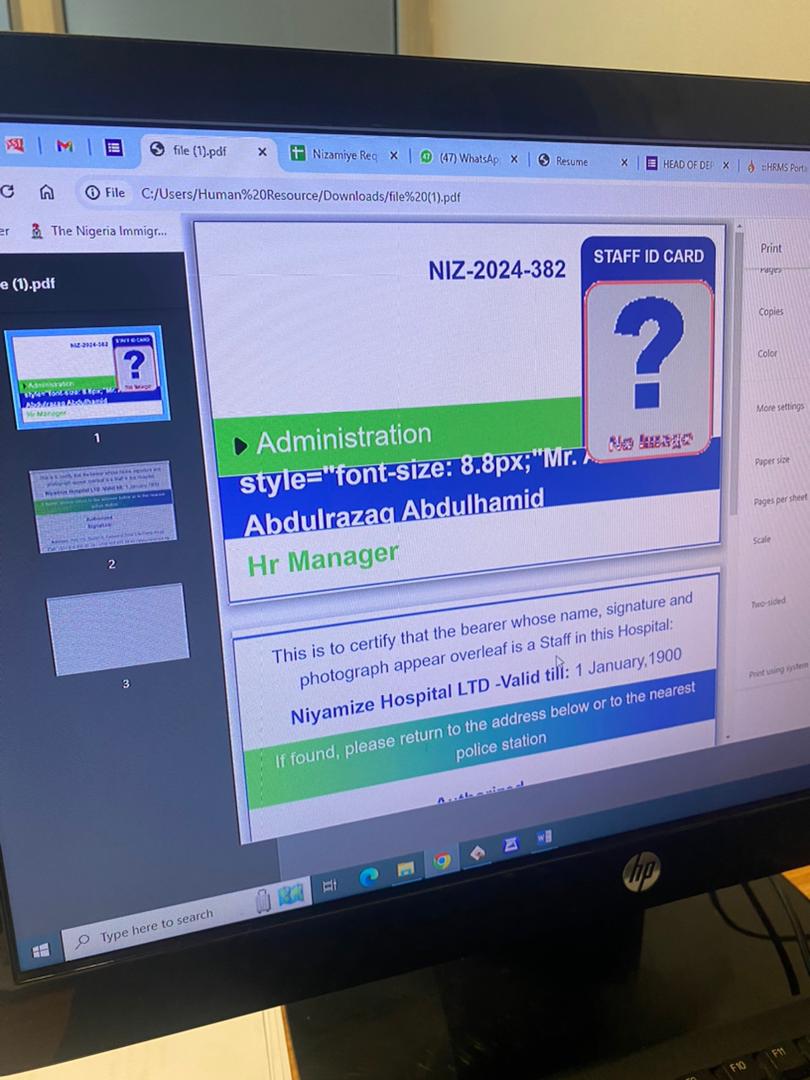 file (1).pdf
Nizamiye Req
(47) WhatsAp
Resume
HEAD OF DEP
::HRMS Porta
File
C:/Users/Human%20Resource/Downloads/file%20(1).pdf
er
The Nigeria Immigr...
e (1).pdf
NIZ-2024-382
STAFF ID CARD
No Image
Administration
style="font-size: 8.8px;"Mr. A
Abdulrazaq Abdulhamid
Hr Manager
This is to certify that the bearer whose name, signature and
photograph appear overleaf is a Staff in this Hospital:
Niyamize Hospital LTD -Valid till: 1 January,1900
If found, please return to the address below or to the nearest
police station
Authorized
1
2
3
Print
Pages
Copies
Color
More settings
Paper size
Pages per sheet
Scale
Two-sided
Print using system
Type here to search
hp
F10
F11